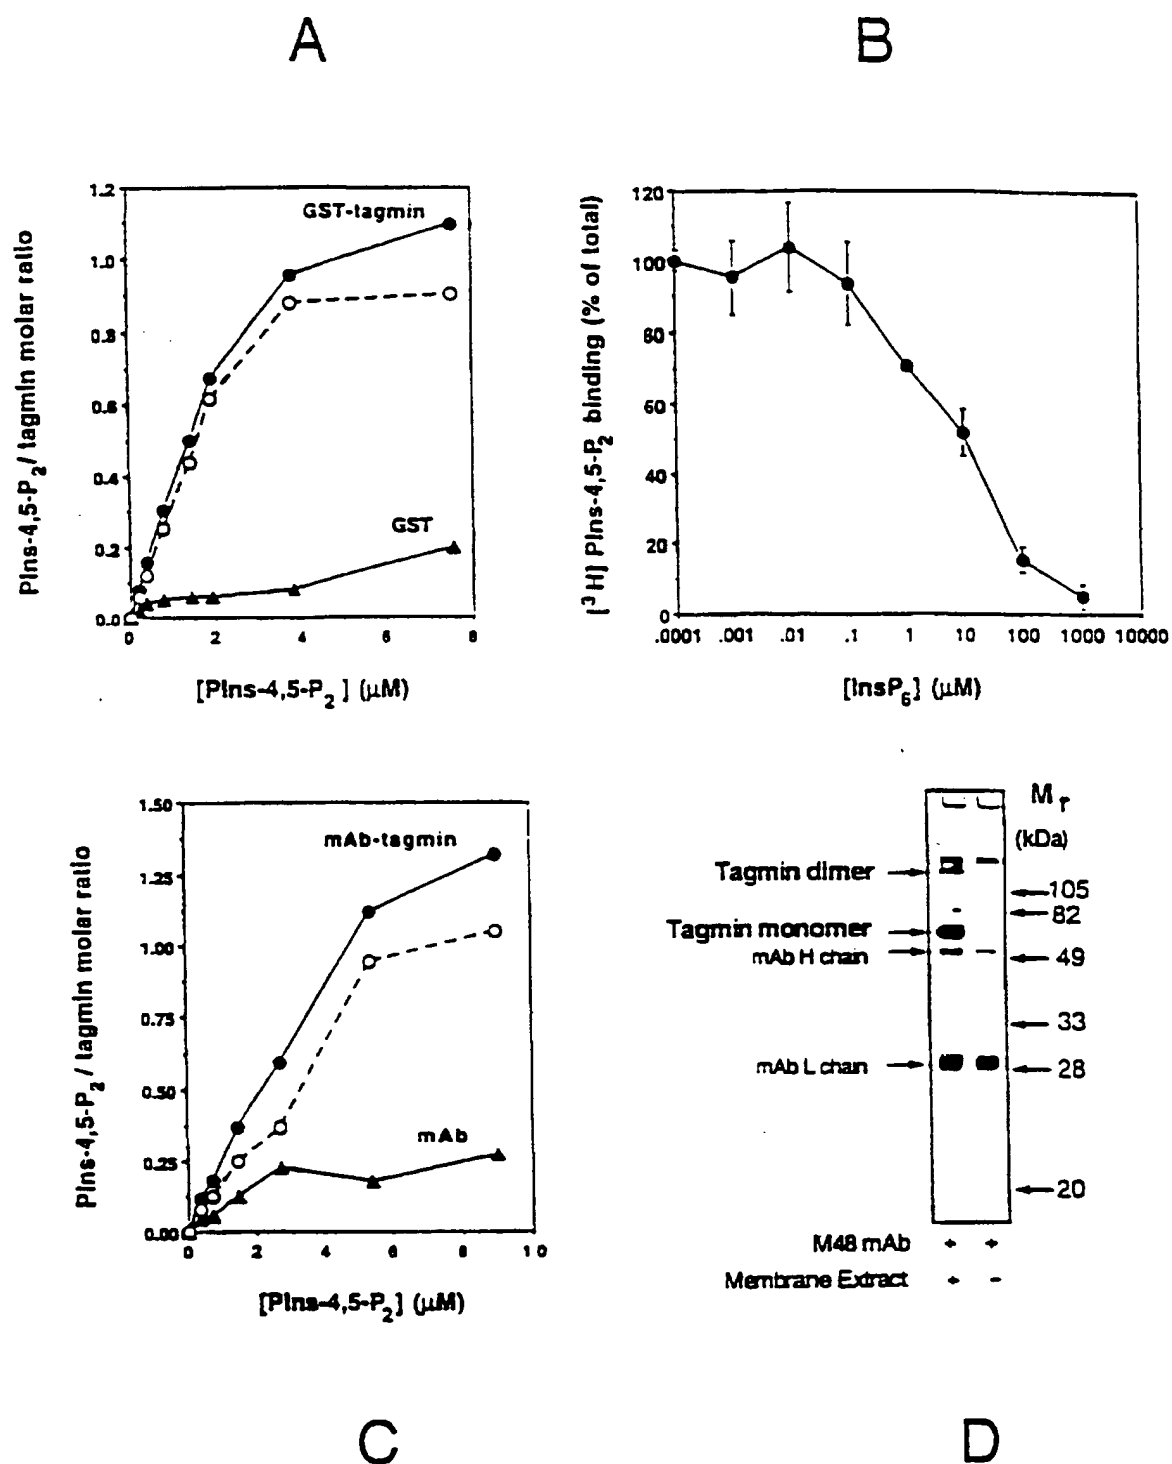 A
B
PIns-4,5-P2/ tagmin molar ratio
1.2
1.0
0.8
0.6
0.4
0.2
0.0
GST-tagmin
GST
0 2 4 6 8
[PIns-4,5-P2 ] (μM)
[3H] PIns-4,5-P2 binding (% of total)
120
100
80
60
40
20
0
.0001 .001 .01 .1 1 10 100 1000 10000
[InsP6] (μM)
PIns-4,5-P2/ tagmin molar ratio
1.50
1.25
1.00
0.75
0.50
0.25
0.00
mAb-tagmin
mAb
0 2 4 6 8 10
[PIns-4,5-P2] (μM)
Mr
(kDa)
Tagmin dimer
105
82
Tagmin monomer
mAb H chain
49
33
mAb L chain
28
20
M48 mAb + +
Membrane Extract + -
C
D